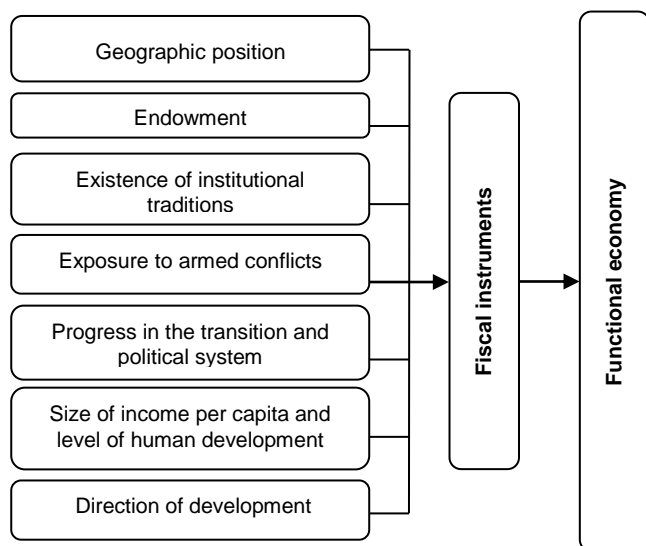 Geographic position
Endowment
Existence of institutional
traditions
Exposure to armed conflicts
Progress in the transition and
political system
Size of income per capita and
level of human development
Direction of development
Fiscal instruments
Functional economy